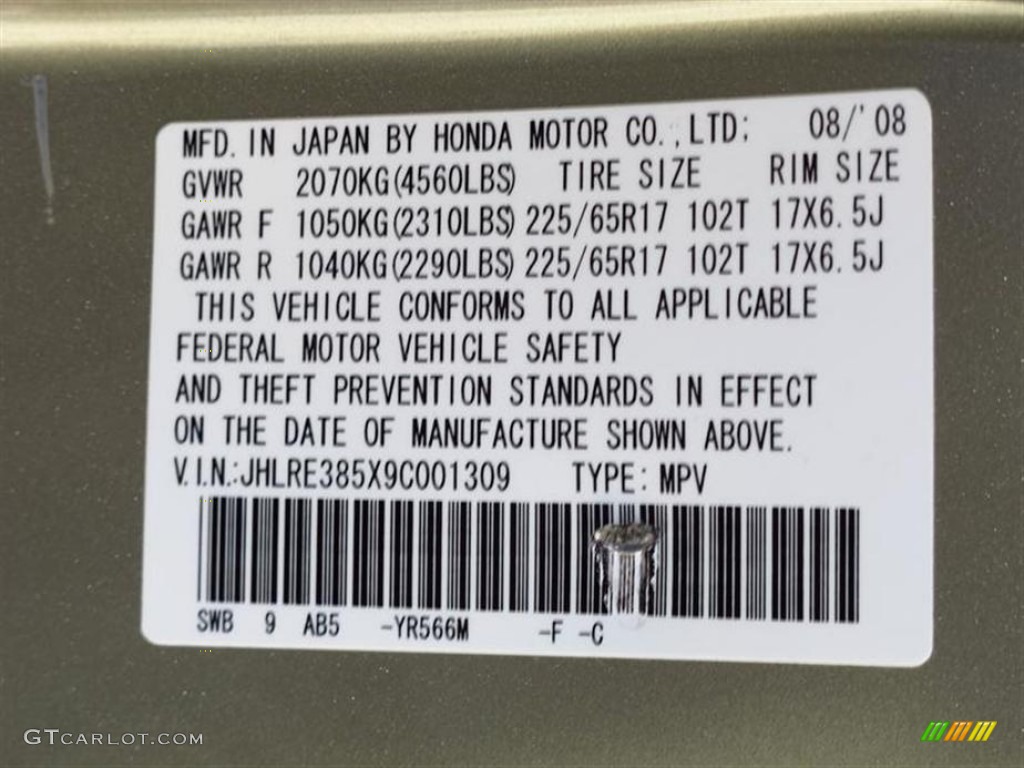 MFD. IN JAPAN BY HONDA MOTOR CO., LTD; 08/'08
GVWR 2070KG(4560LBS) TIRE SIZE RIM SIZE
GAWR F 1050KG(2310LBS) 225/65R17 102T 17X6.5J
GAWR R 1040KG(2290LBS) 225/65R17 102T 17X6.5J
THIS VEHICLE CONFORMS TO ALL APPLICABLE
FEDERAL MOTOR VEHICLE SAFETY
AND THEFT PREVENTION STANDARDS IN EFFECT
ON THE DATE OF MANUFACTURE SHOWN ABOVE.
V.I.N.:JHLRE385X9C001309 TYPE: MPV
SWB 9 AB5 -YR566M -F -C
GTCARLOT.COM